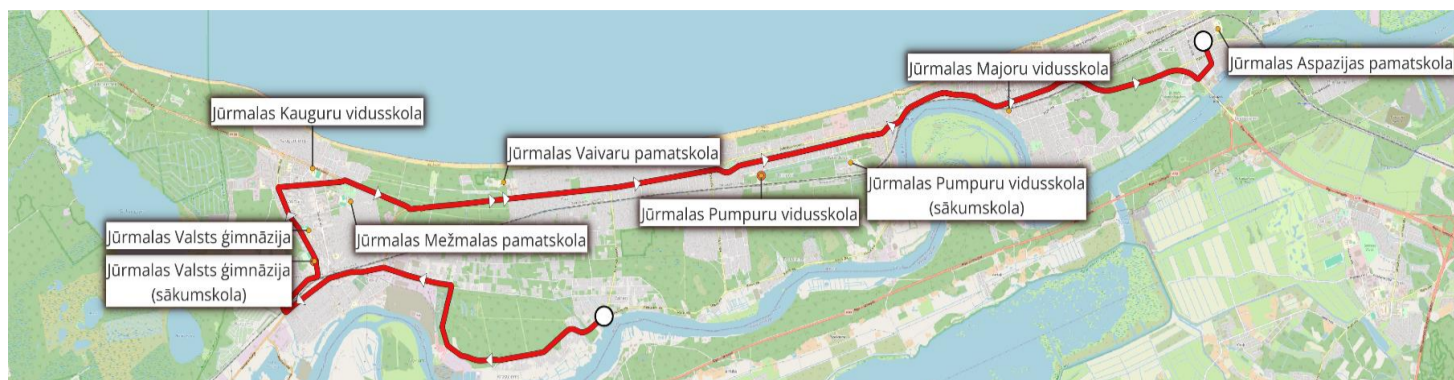 Jūrmalas Majoru vidusskola
Jūrmalas Aspazijas pamatskola
Jūrmalas Kauguru vidusskola
Jūrmalas Vaivaru pamatskola
Jūrmalas Pumpuru vidusskola
(sākumskola)
Jūrmalas Pumpuru vidusskola
Jūrmalas Valsts ģimnāzija
Jūrmalas Mežmalas pamatskola
Jūrmalas Valsts ģimnāzija
(sākumskola)